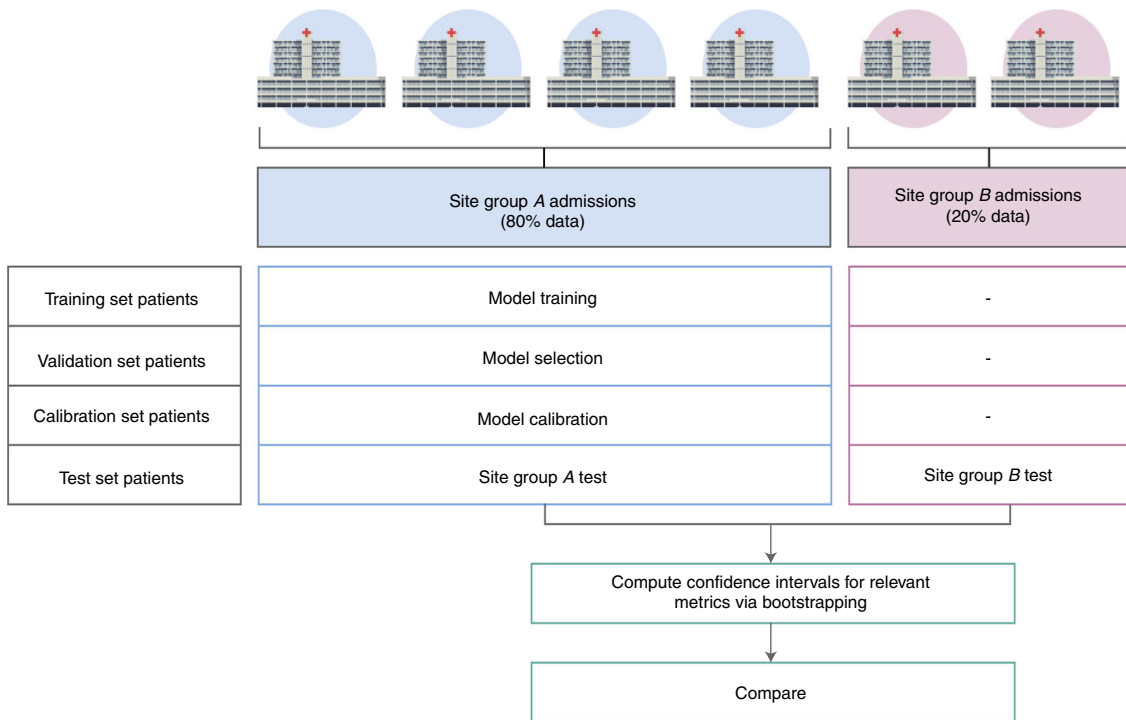 Site group A admissions
(80% data)
Site group B admissions
(20% data)
Training set patients
Model training
-
Validation set patients
Model selection
-
Calibration set patients
Model calibration
-
Test set patients
Site group A test
Site group B test
Compute confidence intervals for relevant
metrics via bootstrapping
Compare